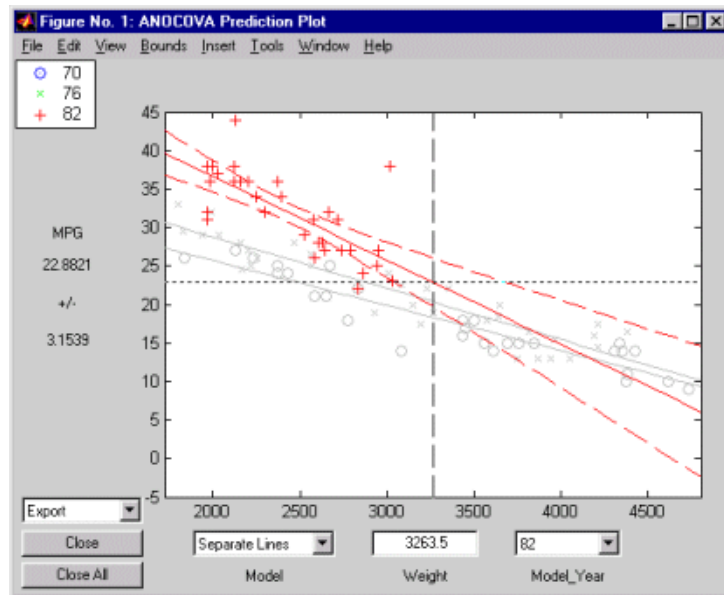 Figure No. 1: ANOCOVA Prediction Plot
File Edit View Bounds Insert Tools Window Help
70
76
82
45
40
35
30
25
20
15
10
5
0
-5
MPG
22.8821
+/-
3.1539
2000 2500 3000 3500 4000 4500
Export
Close
Close All
Separate Lines 3263.5 82
Model Weight Model_Year